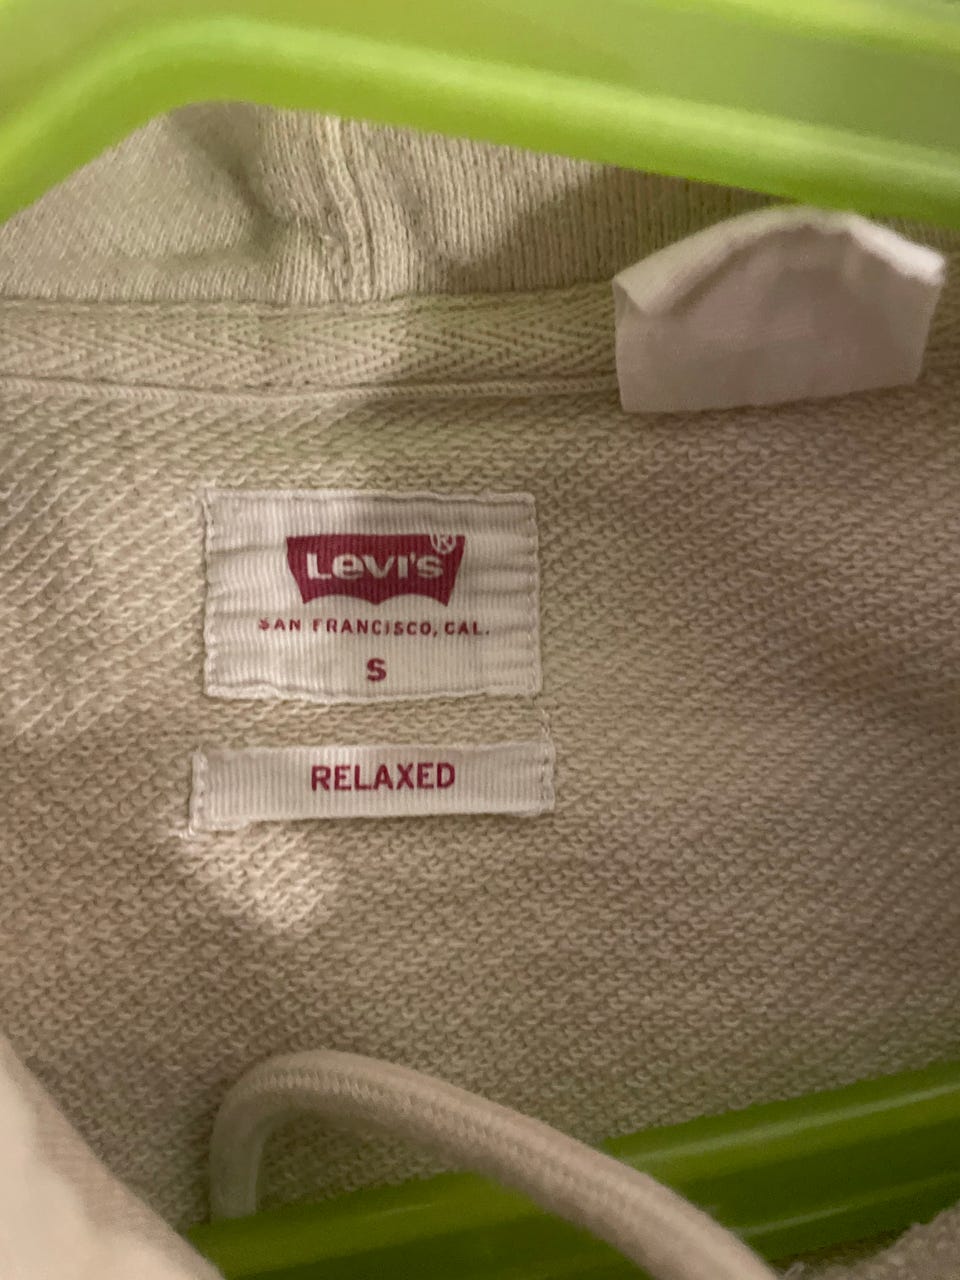 Levi's®
SAN FRANCISCO, CAL.
S
RELAXED